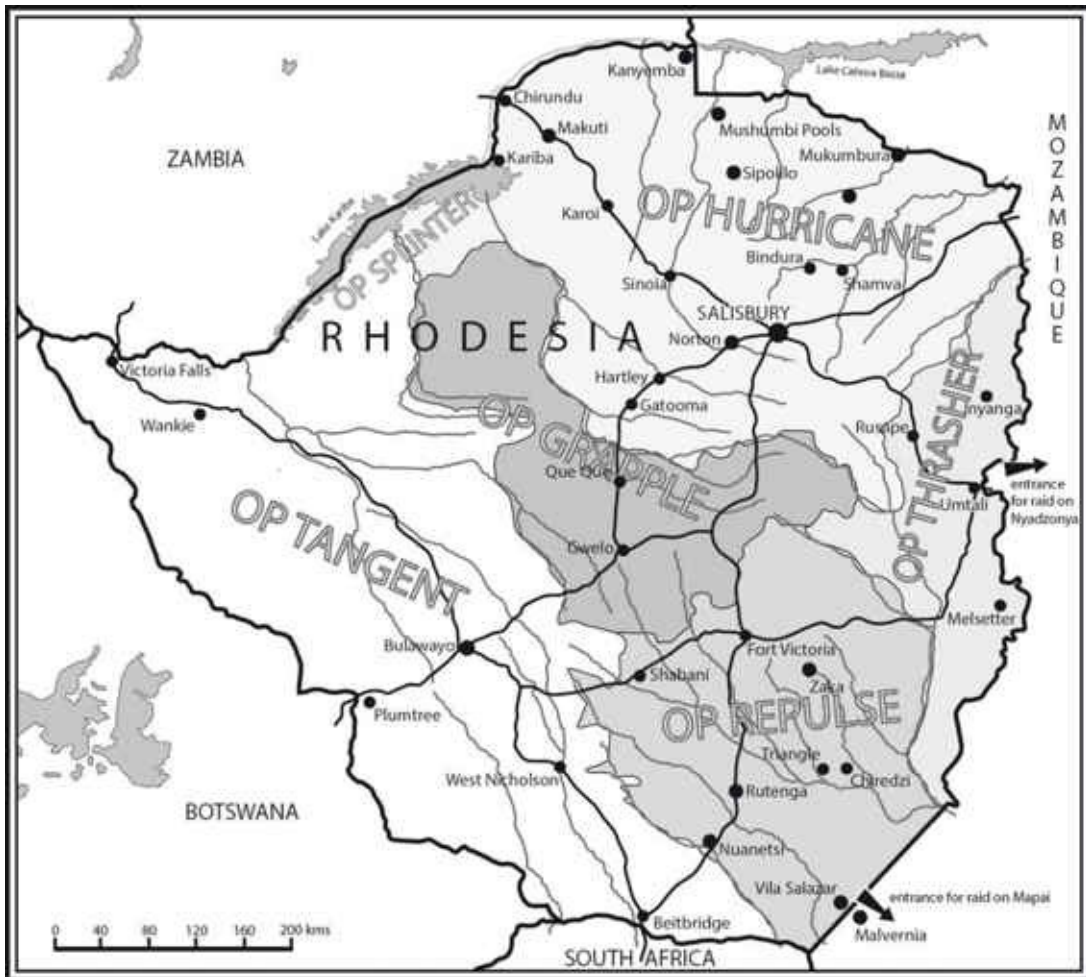 Kanyemba
Lake Cahora Bassa
Chirundu
Makuti
Mushumbi Pools
MOZAMBIQUE
ZAMBIA
Kariba
Mukumbura
Sipolilo
Lake Kariba
OP SPLINTER
Karoi
OP HURRICANE
Bindura
Shamva
Sinoia
SALISBURY
RHODESIA
Norton
Victoria Falls
Hartley
Gatooma
Inyanga
Wankie
OP GRAPPLE
Rusape
OP THRASHER
Que Que
entrance
for raid on
Nyadzonya
Umtali
OP TANGENT
Gwelo
Melsetter
Bulawayo
Fort Victoria
Shabani
Zaka
Plumtree
OP REPULSE
Triangle
Chiredzi
West Nicholson
Rutenga
BOTSWANA
Nuanetsi
Vila Salazar
entrance for raid on Mapai
Malvernia
Beitbridge
0 40 80 120 160 200 kms
SOUTH AFRICA